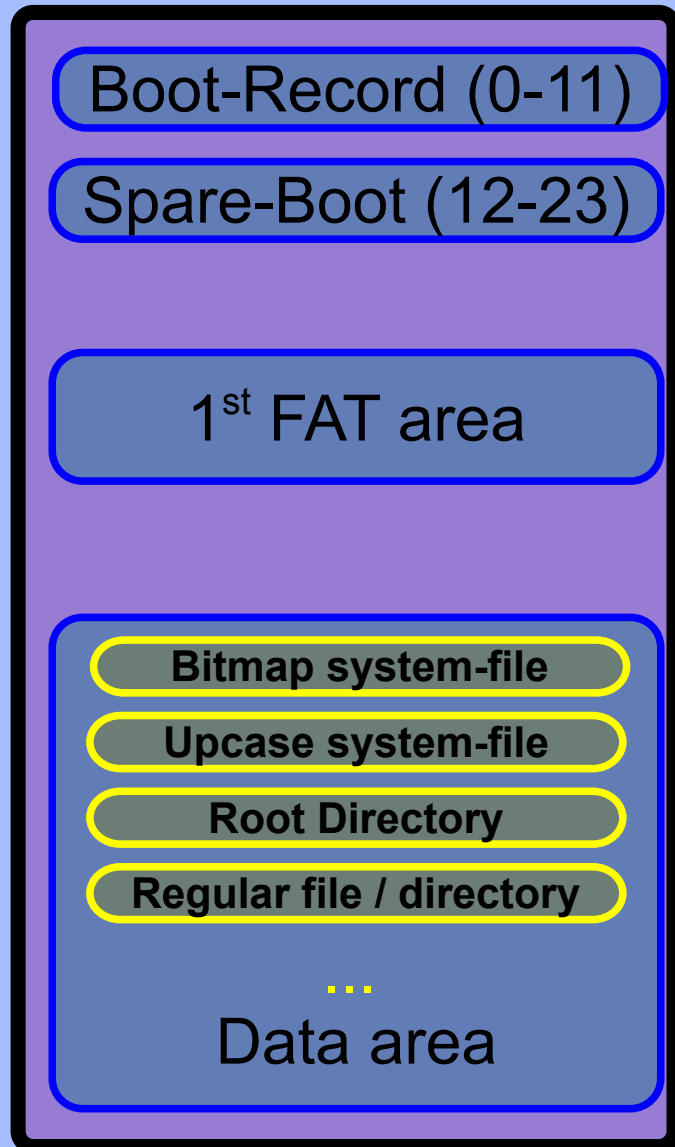 Boot-Record (0-11)
Spare-Boot (12-23)
1st FAT area
Bitmap system-file
Upcase system-file
Root Directory
Regular file / directory
...
Data area